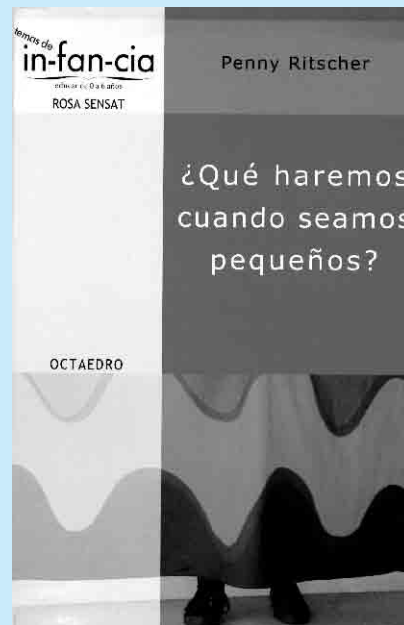 temas de
in-fan-cia
educar de 0 a 6 años
ROSA SENSAT
Penny Ritscher
¿Qué haremos
cuando seamos
pequeños?
OCTAEDRO